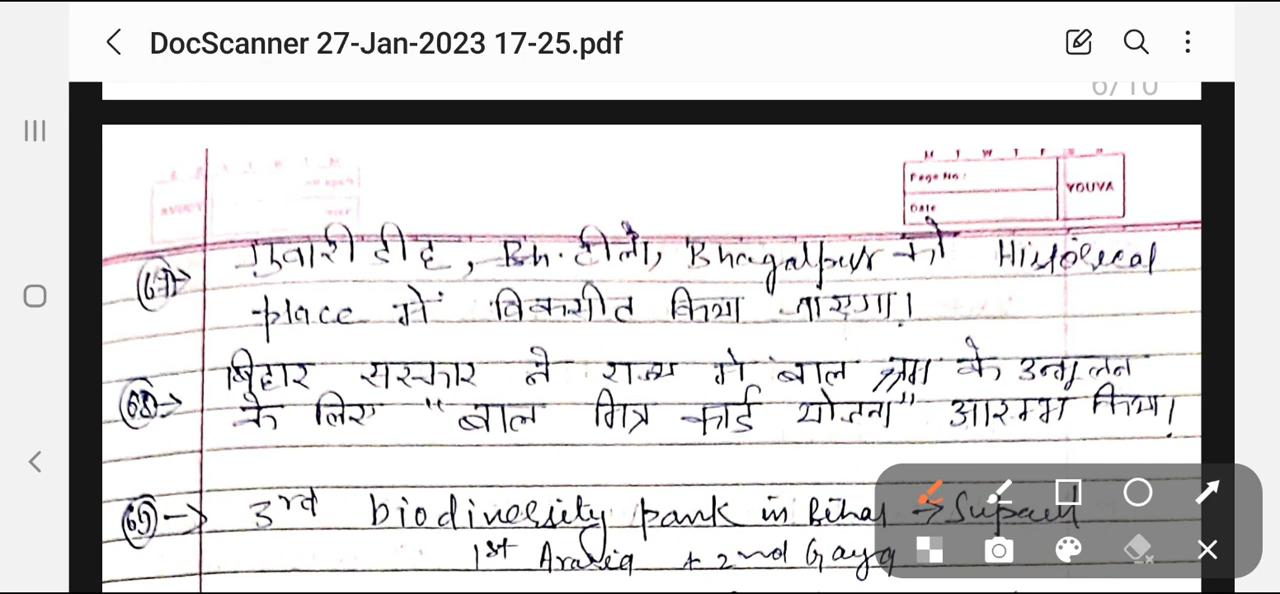 DocScanner 27-Jan-2023 17-25.pdf
6/10
M T W T F S S
Page No.:
Date
YOUVA
67→ गुवारीडीह, Bh. टीला, Bhagalpur को Historical
place में विकसीत किया जाएगा।
68→ बिहार सरकार ने राज्य में बाल श्रम के उन्मूलन
के लिए "बाल मित्र कार्ड योजना" आरम्भ किया।
69→ 3rd biodiversity park in Bihar → Supaul
1st Araria + 2nd Gaya